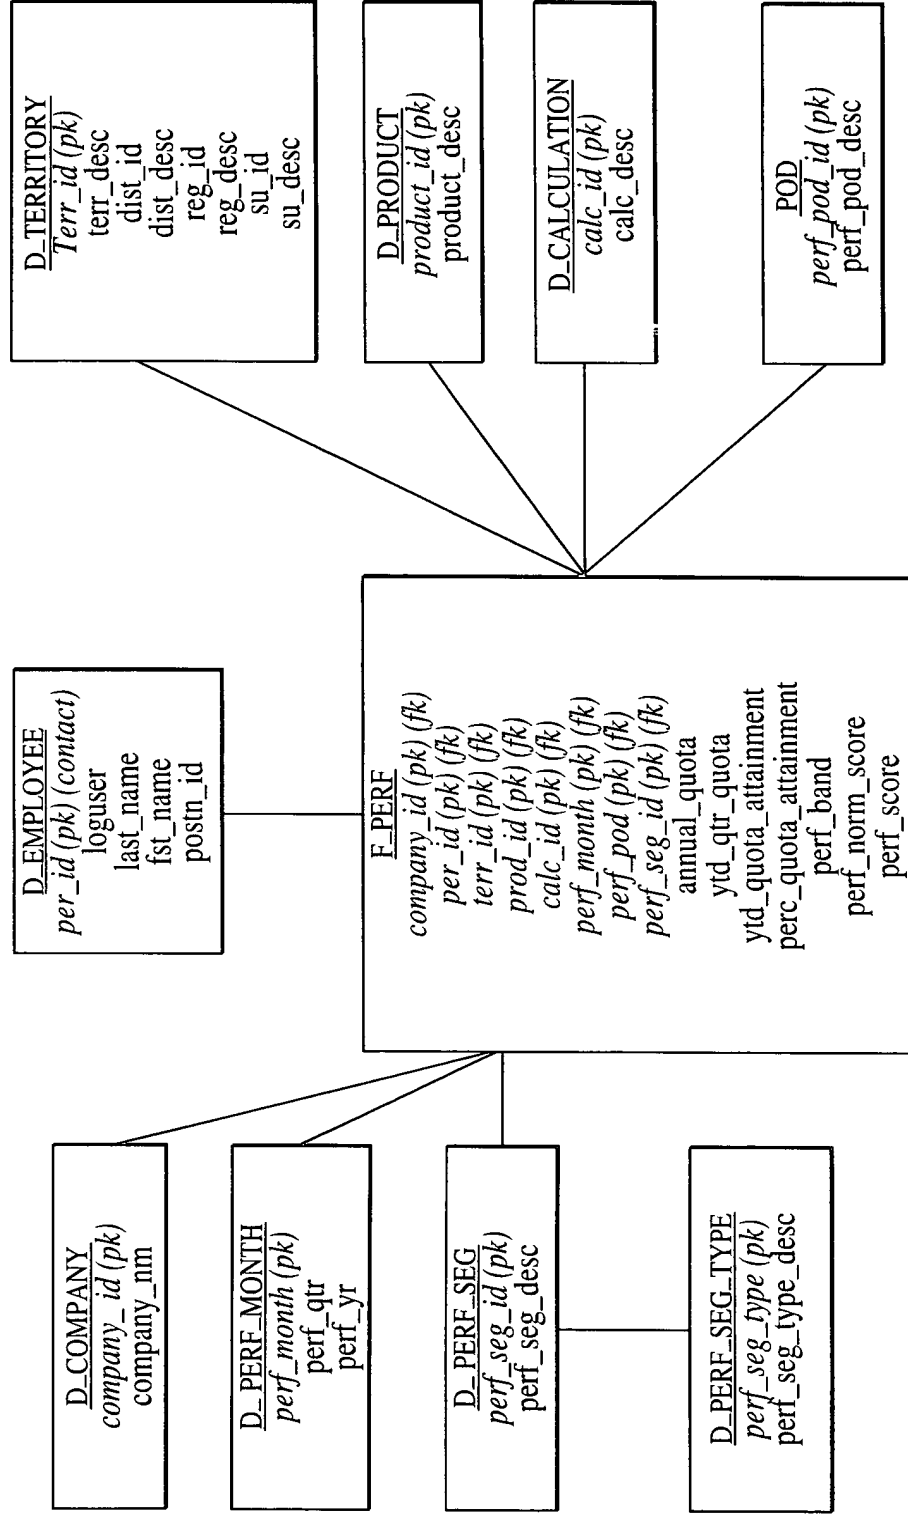 D_COMPANY
company_id (pk)
company_nm
D_PERF_MONTH
perf_month (pk)
perf_qtr
perf_yr
D_PERF_SEG
perf_seg_id (pk)
perf_seg_desc
D_PERF_SEG_TYPE
perf_seg_type (pk)
perf_seg_type_desc
D_EMPLOYEE
per_id (pk) (contact)
loguser
last_name
fst_name
postn_id
F_PERF
company_id (pk) (fk)
per_id (pk) (fk)
terr_id (pk) (fk)
prod_id (pk) (fk)
calc_id (pk) (fk)
perf_month (pk) (fk)
perf_pod (pk) (fk)
perf_seg_id (pk) (fk)
annual_quota
ytd_qtr_quota
ytd_quota_attainment
perc_quota_attainment
perf_band
perf_norm_score
perf_score
D_TERRITORY
Terr_id (pk)
terr_desc
dist_id
dist_desc
reg_id
reg_desc
su_id
su_desc
D_PRODUCT
product_id (pk)
product_desc
D_CALCULATION
calc_id (pk)
calc_desc
POD
perf_pod_id (pk)
perf_pod_desc